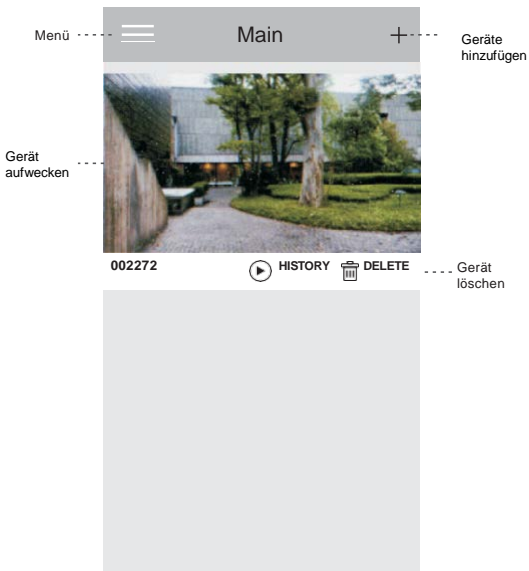 Menü
Main
Geräte
hinzufügen
Gerät
aufwecken
002272
HISTORY
DELETE
Gerät
löschen